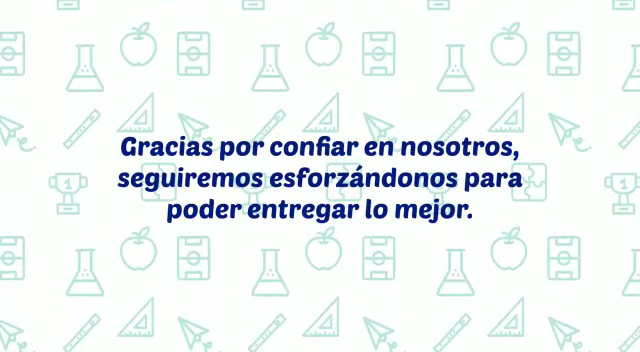 Gracias por confiar en nosotros,
seguiremos esforzándonos para
poder entregar lo mejor.